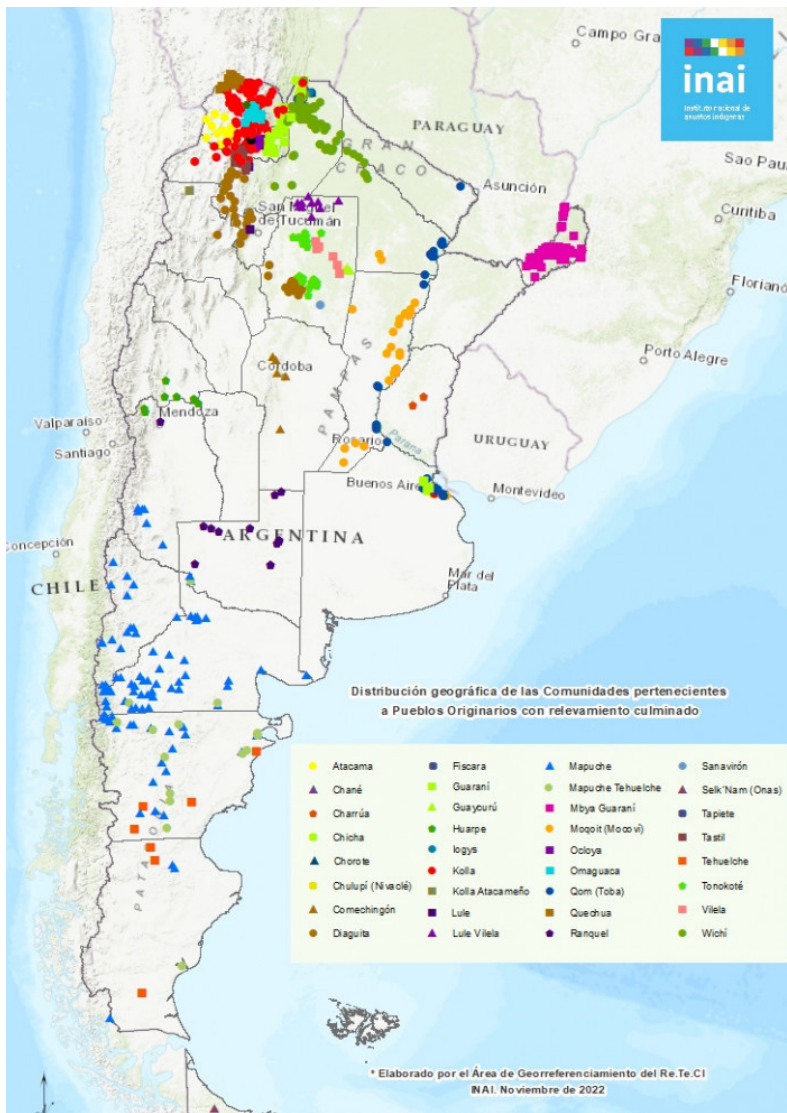 Campo Gra
inai
instituto nacional de
asuntos indígenas
PARAGUAY
GRAN
CHACO
Asunción
Sao Pau
Curitiba
San Miguel
de Tucumán
Florianó
Porto Alegre
Córdoba
PAMPAS
Mendoza
Valparaíso
Santiago
Rosario
Paraná
URUGUAY
Buenos Aire
Montevideo
ARGENTINA
Concepción
CHILE
Mar del
Plata
Distribución geográfica de las Comunidades pertenecientes
a Pueblos Originarios con relevamiento culminado
Atacama
Chané
Charrúa
Chicha
Chorote
Chulupí (Nivaclé)
Comechingón
Diaguita
Fiscara
Guaraní
Guayourú
Huarpe
Iogys
Kolla
Kolla Atacameño
Lule
Lule Vilela
Mapuche
Mapuche Tehuelche
Mbya Guaraní
Moqoit (Mocoví)
Ocloya
Omaguaca
Qom (Toba)
Quechua
Ranquel
Sanavirón
Selk'Nam (Onas)
Tapiete
Tastil
Tehuelche
Tonokoté
Vilela
Wichí
* Elaborado por el Área de Georreferenciamiento del Re.Te.CI
INAI. Noviembre de 2022